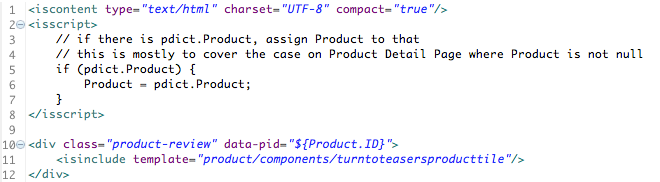 1 <iscontent type="text/html" charset="UTF-8" compact="true"/>
2 <isscript>
3     // if there is pdict.Product, assign Product to that
4     // this is mostly to cover the case on Product Detail Page where Product is not null
5     if (pdict.Product) {
6         Product = pdict.Product;
7     }
8 </isscript>
9
10 <div class="product-review" data-pid="${Product.ID}">
11     <isinclude template="product/components/turntoteasersproducttile"/>
12 </div>